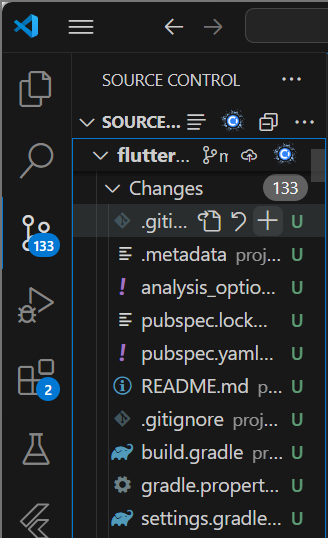 SOURCE CONTROL
SOURCE...
flutter...
Changes 133
.giti... U
133
.metadata proj... U
analysis_optio... U
pubspec.lock... U
pubspec.yaml... U
2
README.md p... U
.gitignore proj... U
build.gradle pr... U
gradle.propert... U
settings.gradle... U